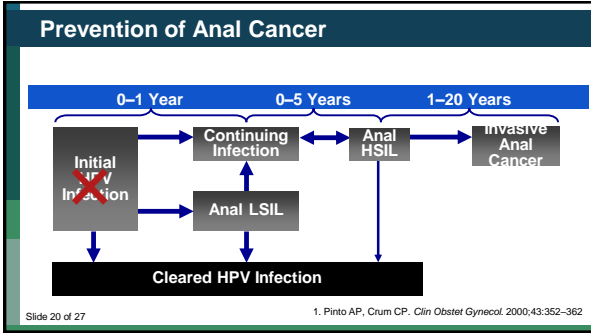 Prevention of Anal Cancer
0–1 Year
0–5 Years
1–20 Years
Initial
HPV
Infection
Continuing
Infection
Anal
HSIL
Invasive
Anal
Cancer
Anal LSIL
Cleared HPV Infection
Slide 20 of 27
1. Pinto AP, Crum CP. Clin Obstet Gynecol. 2000;43:352–362